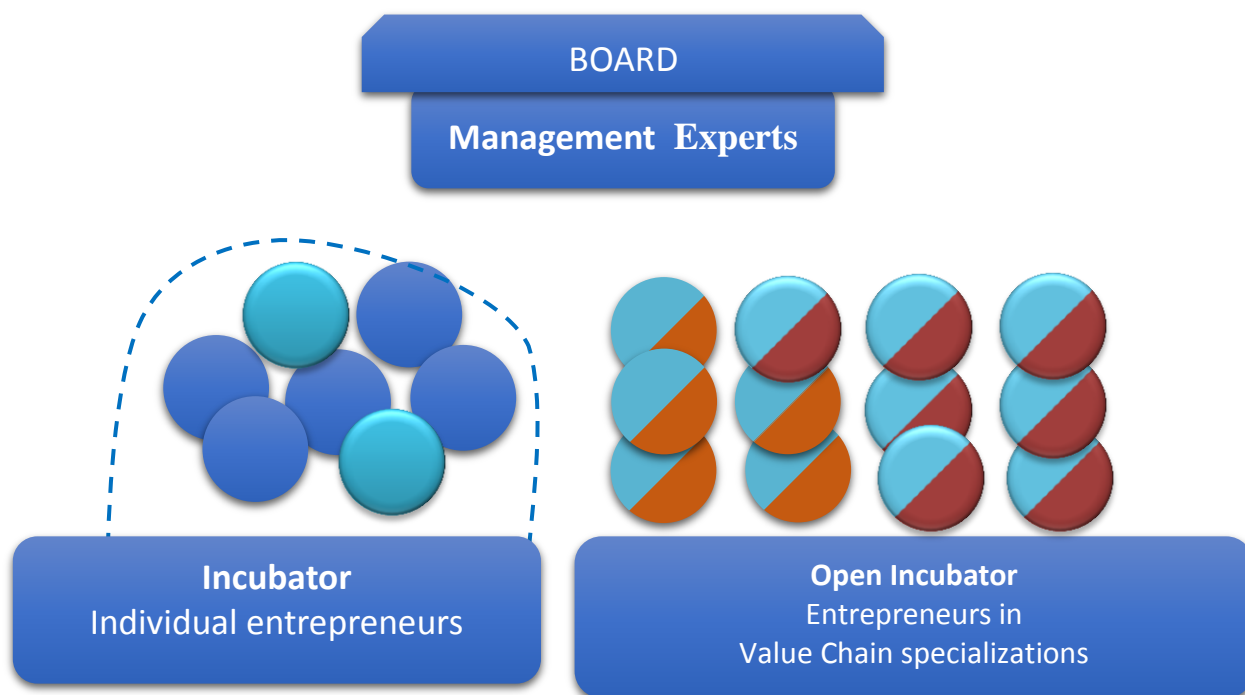 BOARD
Management Experts
Incubator
Individual entrepreneurs
Open Incubator
Entrepreneurs in
Value Chain specializations